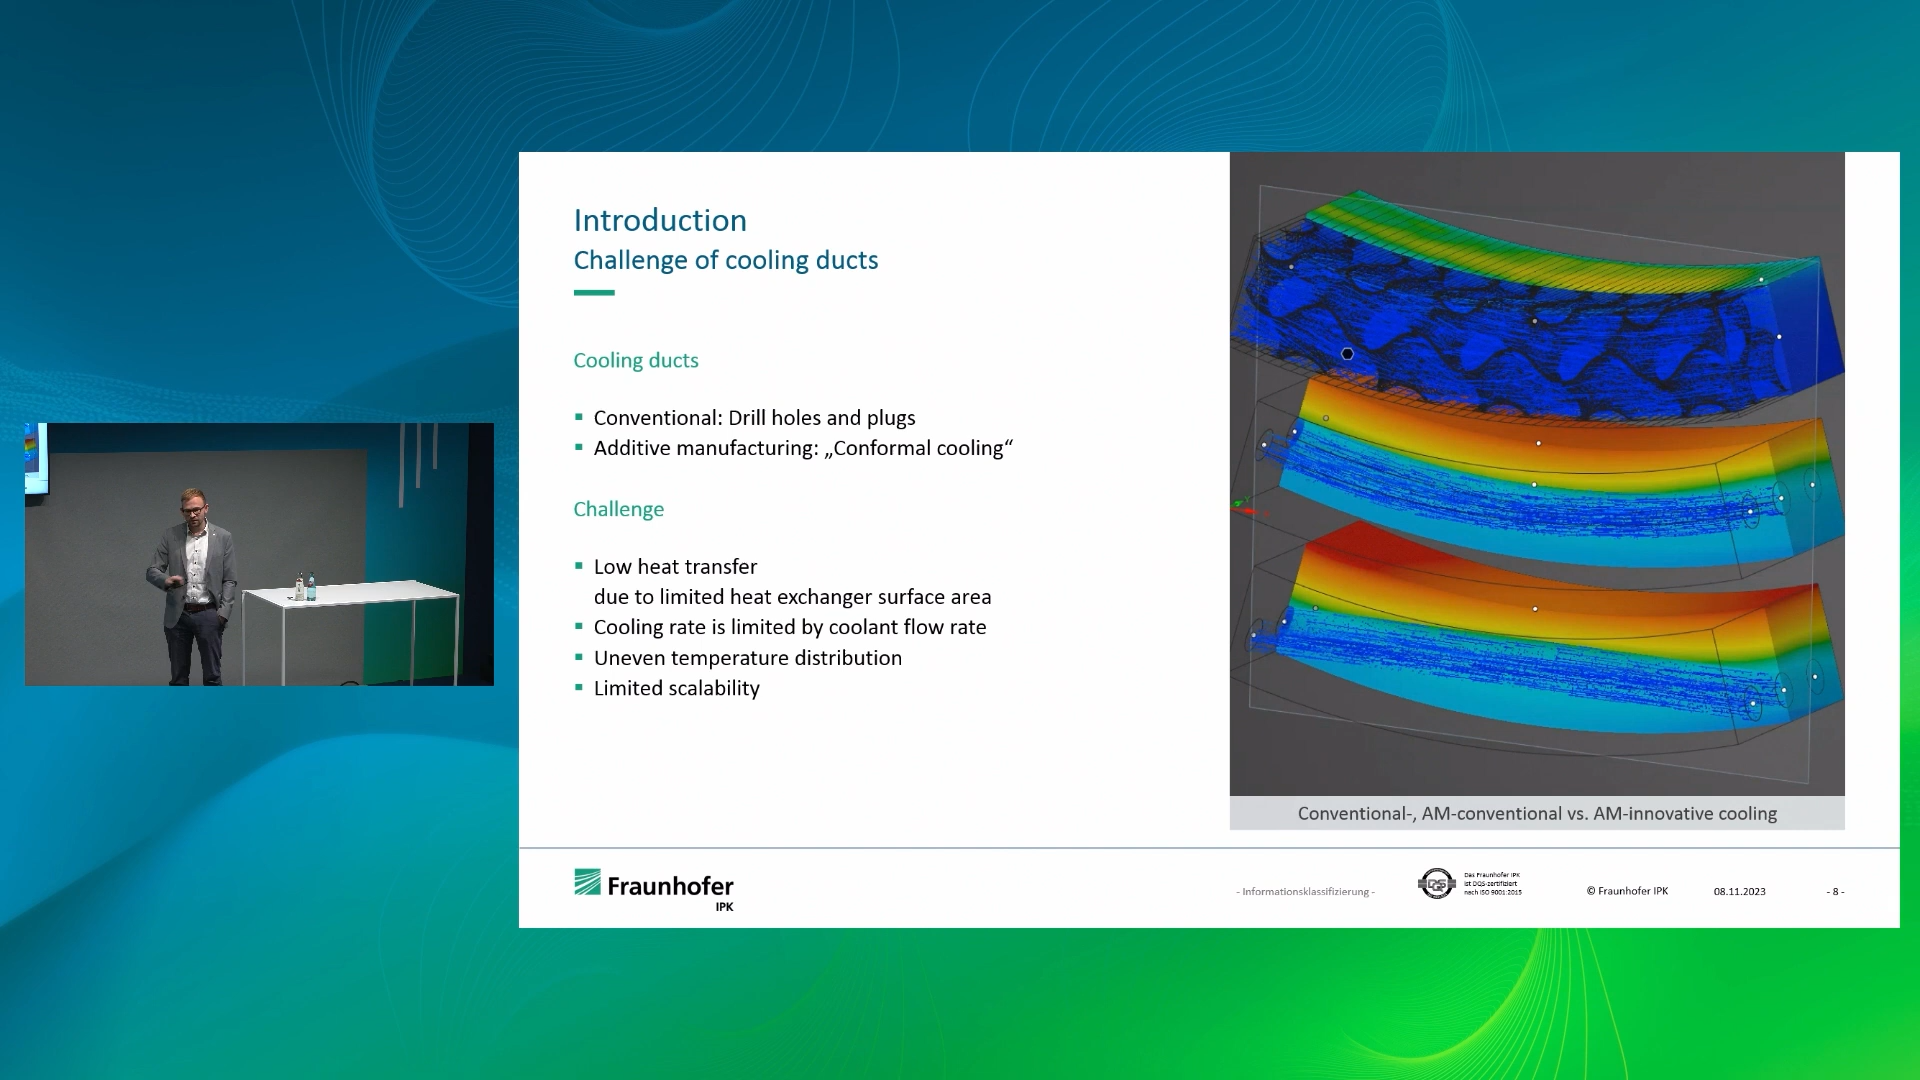 Introduction
Challenge of cooling ducts
Cooling ducts
▪ Conventional: Drill holes and plugs
▪ Additive manufacturing: „Conformal cooling“
Challenge
▪ Low heat transfer
due to limited heat exchanger surface area
▪ Cooling rate is limited by coolant flow rate
▪ Uneven temperature distribution
▪ Limited scalability
Conventional-, AM-conventional vs. AM-innovative cooling
Fraunhofer
IPK
- Informationsklassifizierung -
DQS
Das Fraunhofer IPK
ist DQS-zertifiziert
nach ISO 9001:2015
© Fraunhofer IPK
08.11.2023
- 8 -